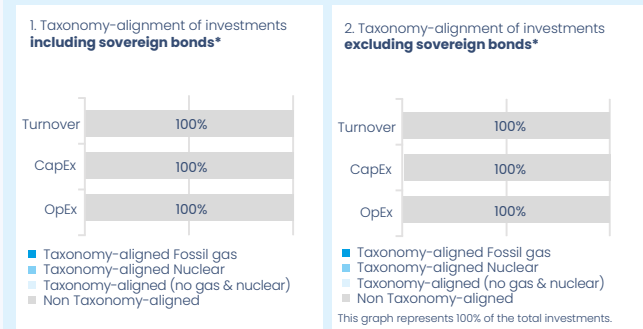 1. Taxonomy-alignment of investments
including sovereign bonds*
Turnover
100%
CapEx
100%
OpEx
100%
Taxonomy-aligned Fossil gas
Taxonomy-aligned Nuclear
Taxonomy-aligned (no gas & nuclear)
Non Taxonomy-aligned
2. Taxonomy-alignment of investments
excluding sovereign bonds*
Turnover
100%
CapEx
100%
OpEx
100%
Taxonomy-aligned Fossil gas
Taxonomy-aligned Nuclear
Taxonomy-aligned (no gas & nuclear)
Non Taxonomy-aligned
This graph represents 100% of the total investments.